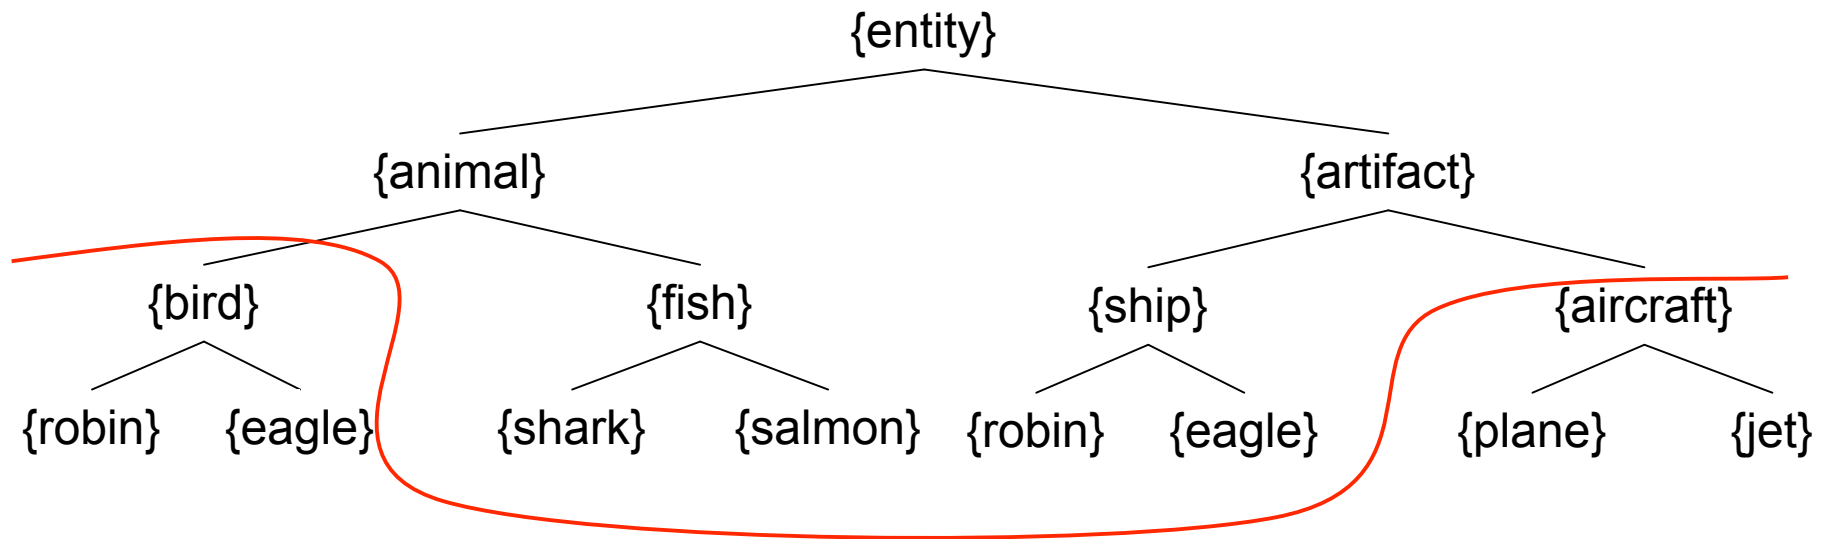 {entity}
{animal} {artifact}
{bird} {fish} {ship} {aircraft}
{robin} {eagle} {shark} {salmon} {robin} {eagle} {plane} {jet}